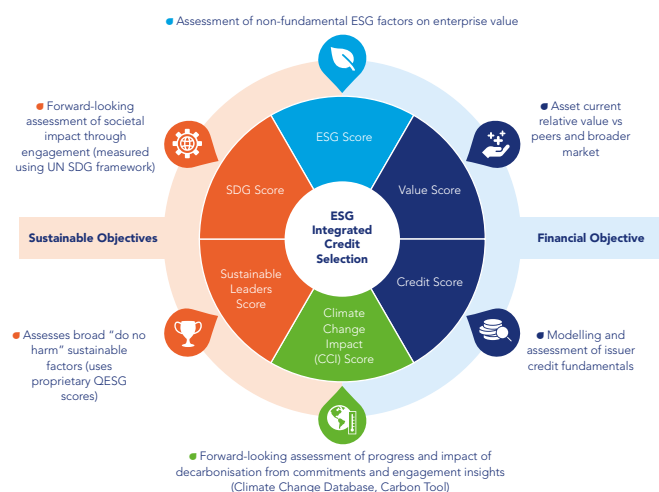 Assessment of non-fundamental ESG factors on enterprise value
Forward-looking
assessment of societal
impact through
engagement (measured
using UN SDG framework)
Asset current
relative value vs
peers and broader
market
ESG Score
SDG Score
Value Score
ESG
Integrated
Credit
Selection
Sustainable Objectives
Financial Objective
Sustainable
Leaders
Score
Credit Score
Climate
Change
Impact
(CCI) Score
Assesses broad “do no
harm” sustainable
factors (uses
proprietary QESG
scores)
Modelling and
assessment of issuer
credit fundamentals
Forward-looking assessment of progress and impact of
decarbonisation from commitments and engagement insights
(Climate Change Database, Carbon Tool)